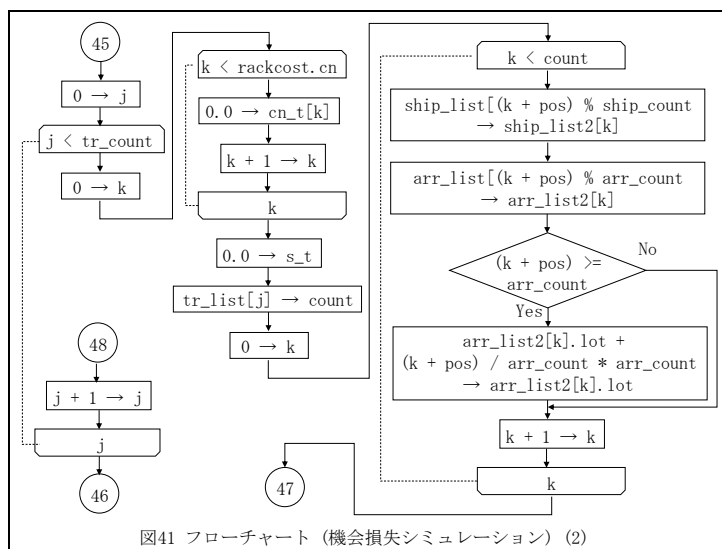 45
0 → j
j < tr_count
0 → k
k < rackcost.cn
0.0 → cn_t[k]
k + 1 → k
k
0.0 → s_t
tr_list[j] → count
0 → k
k < count
ship_list[(k + pos) % ship_count
→ ship_list2[k]
arr_list[(k + pos) % arr_count
→ arr_list2[k]
(k + pos) >=
arr_count
No
Yes
arr_list2[k].lot +
(k + pos) / arr_count * arr_count
→ arr_list2[k].lot
k + 1 → k
k
47
48
j + 1 → j
j
46
図41 フローチャート (機会損失シミュレーション) (2)